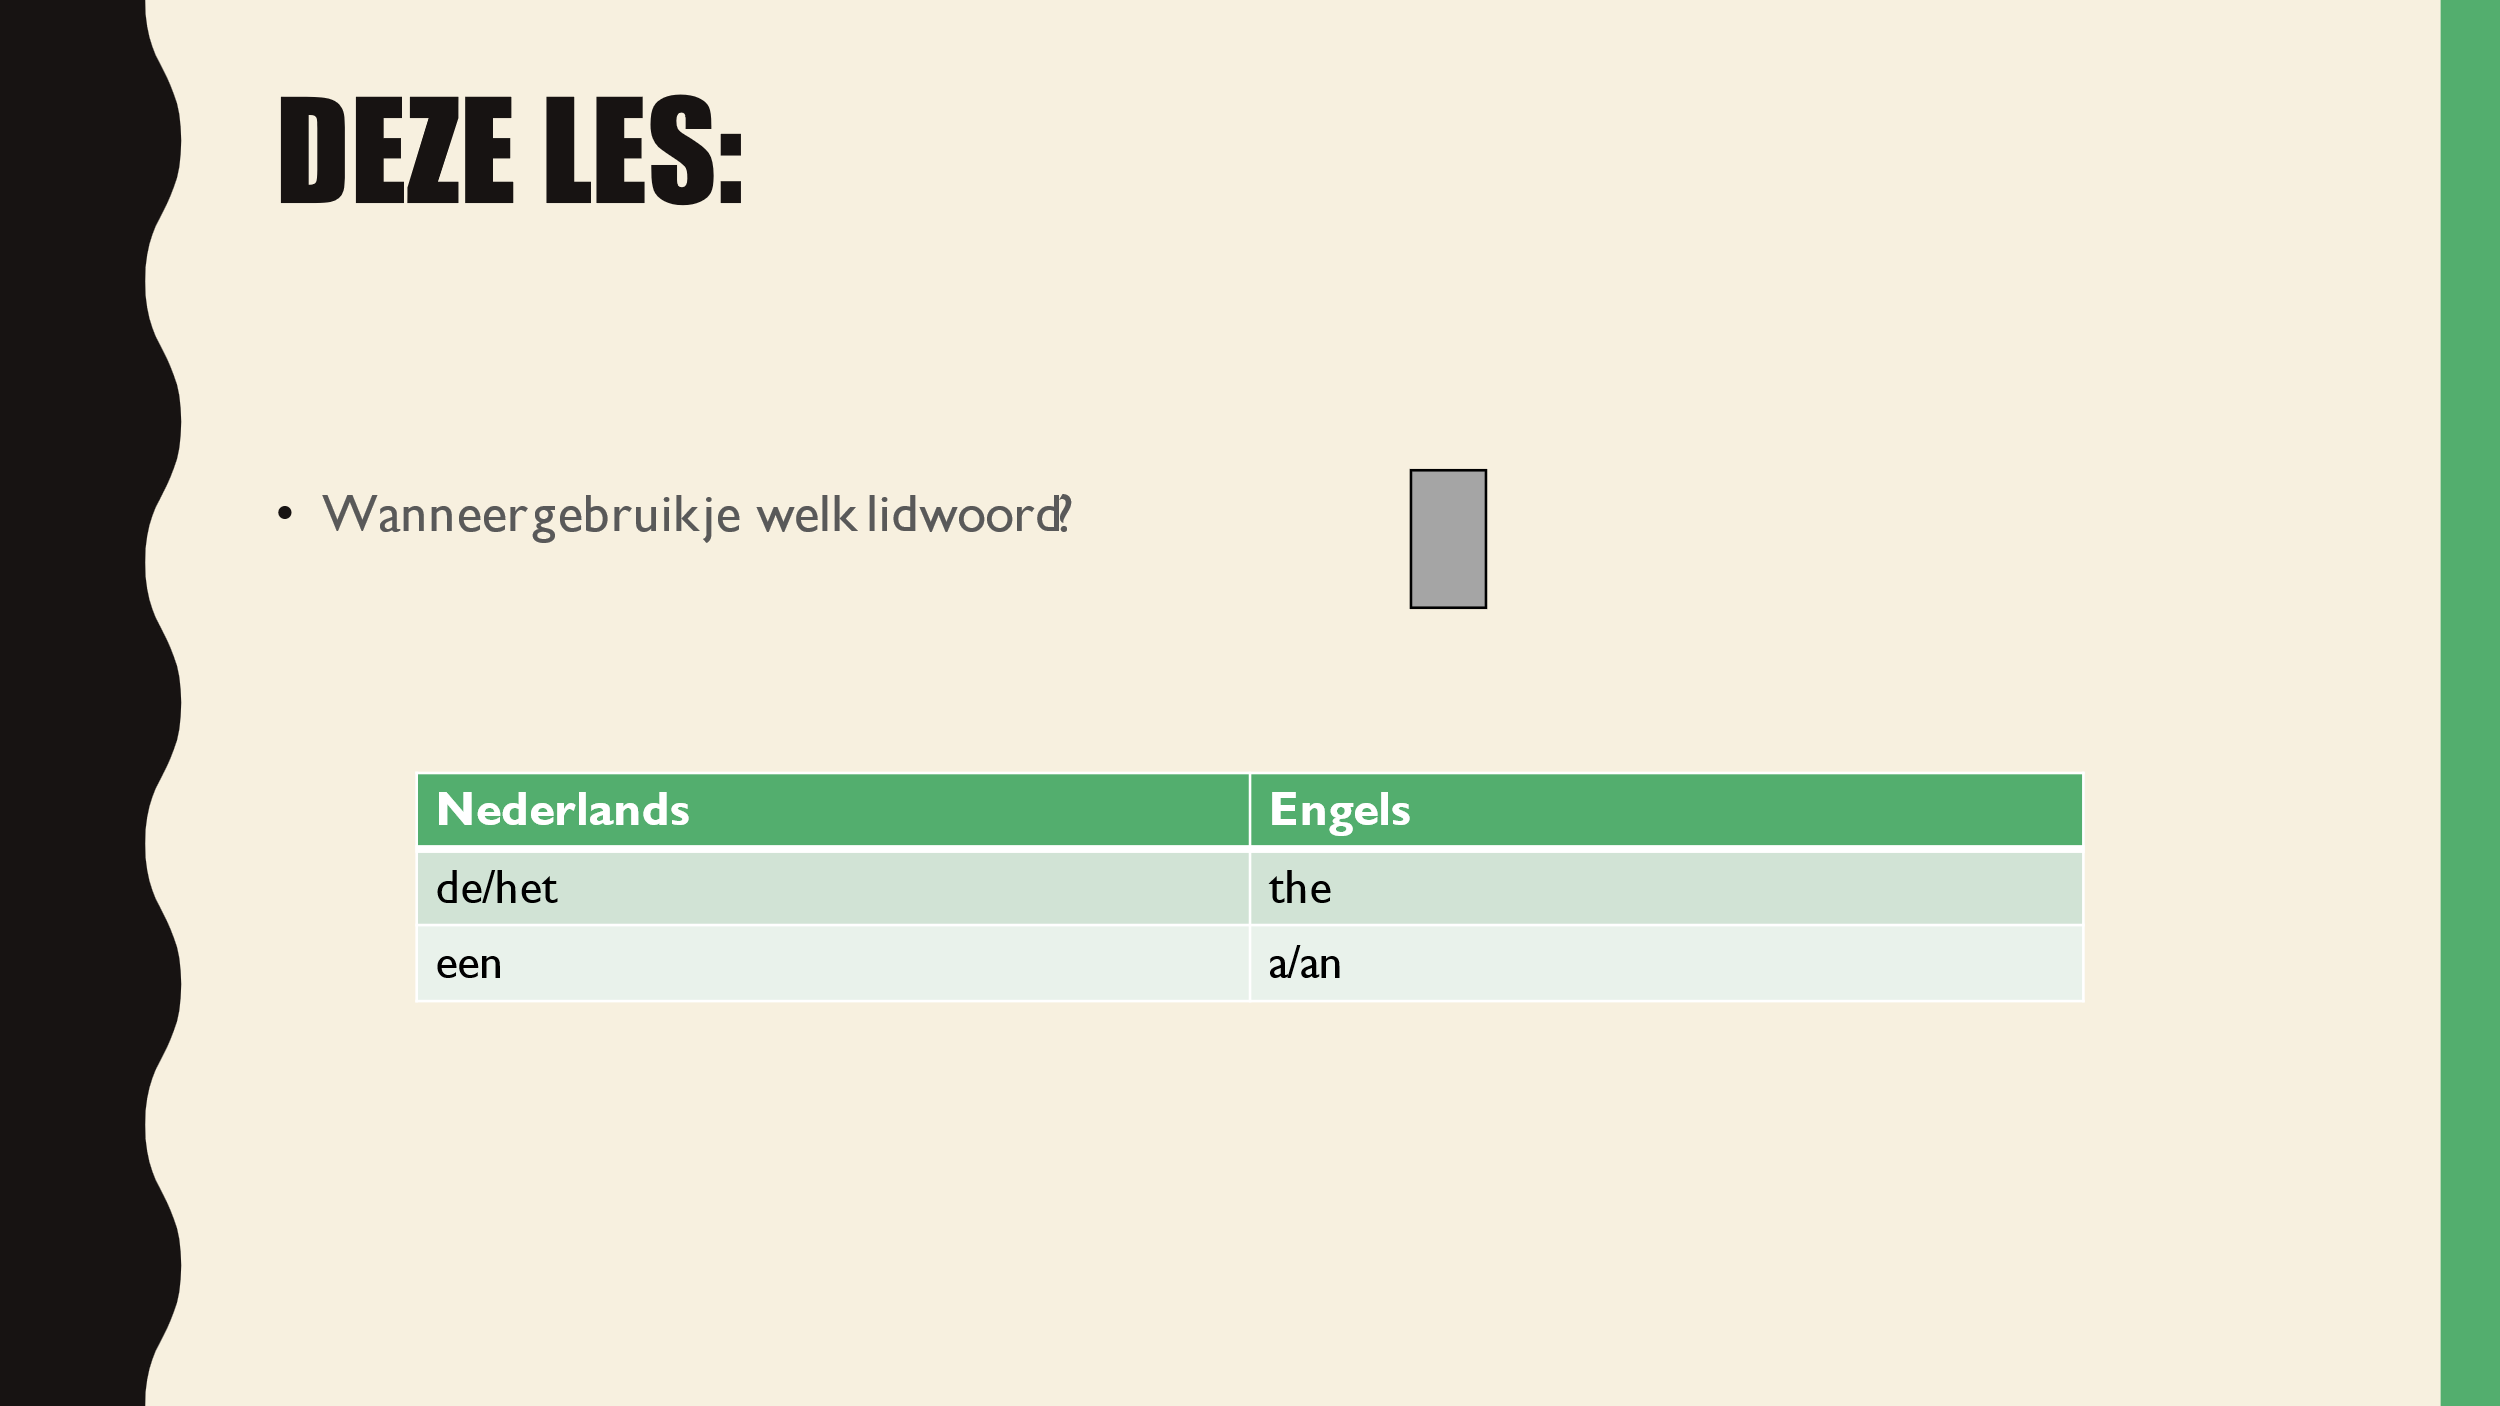 DEZE LES:
• Wanneer gebruik je welk lidwoord?
Nederlands Engels
de/het the
een a/an